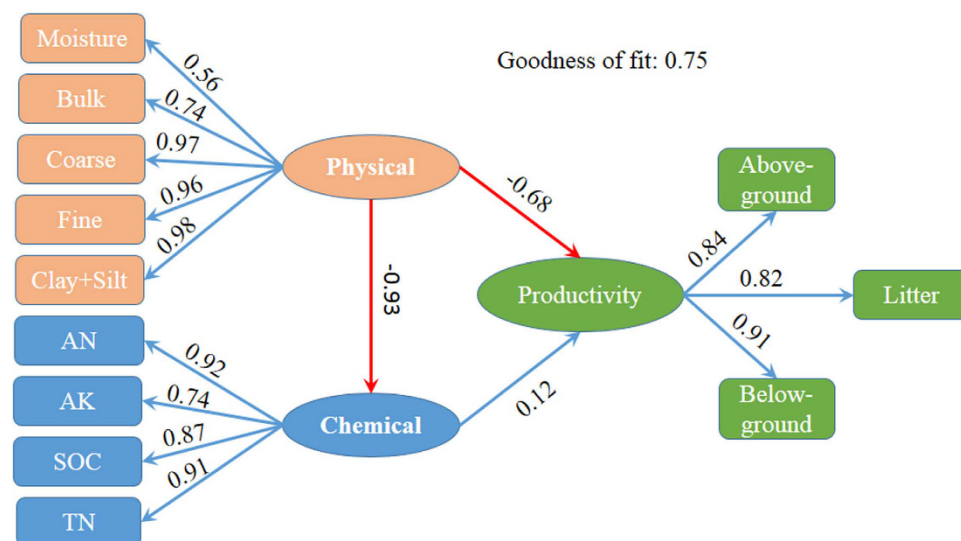 Moisture
Bulk
Coarse
Fine
Clay+Silt
AN
AK
SOC
TN
0.56
0.74
0.97
0.96
0.98
0.92
0.74
0.87
0.91
Physical
Chemical
-0.93
-0.68
0.12
Goodness of fit: 0.75
Productivity
0.84
0.82
0.91
Above-
ground
Litter
Below-
ground